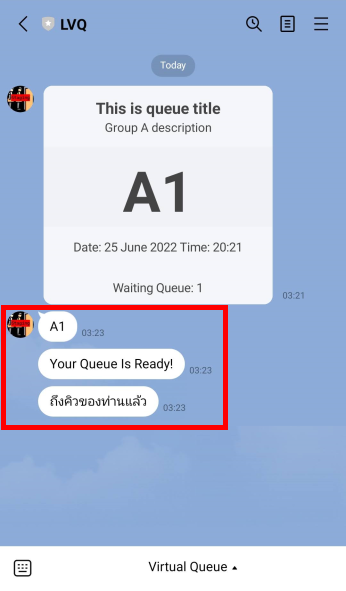 LVQ
Today
This is queue title
Group A description
A1
Date: 25 June 2022 Time: 20:21
Waiting Queue: 1
03:21
A1
03:23
Your Queue Is Ready!
03:23
ถึงคิวของท่านแล้ว
03:23
Virtual Queue